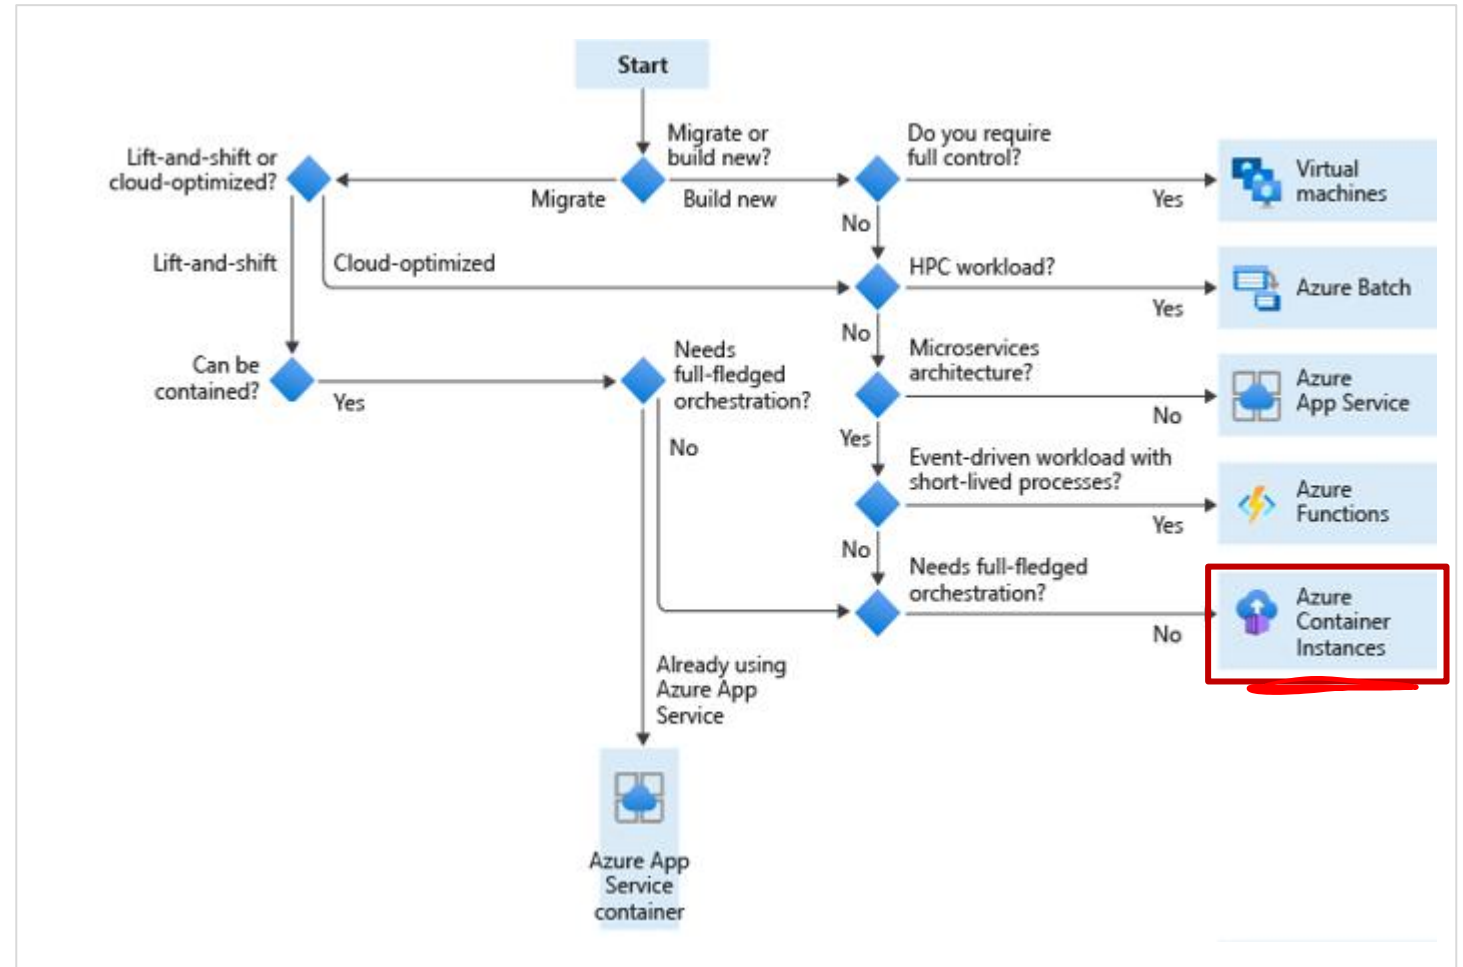 Start
Migrate or
build new?
Do you require
full control?
Lift-and-shift or
cloud-optimized?
Migrate
Build new
Yes
Virtual
machines
No
Lift-and-shift
Cloud-optimized
HPC workload?
Yes
Azure Batch
No
Can be
contained?
Yes
Needs
full-fledged
orchestration?
Microservices
architecture?
No
Azure
App Service
No
Yes
Event-driven workload with
short-lived processes?
Yes
Azure
Functions
No
Needs full-fledged
orchestration?
No
Azure
Container
Instances
Already using
Azure App
Service
Azure App
Service
container